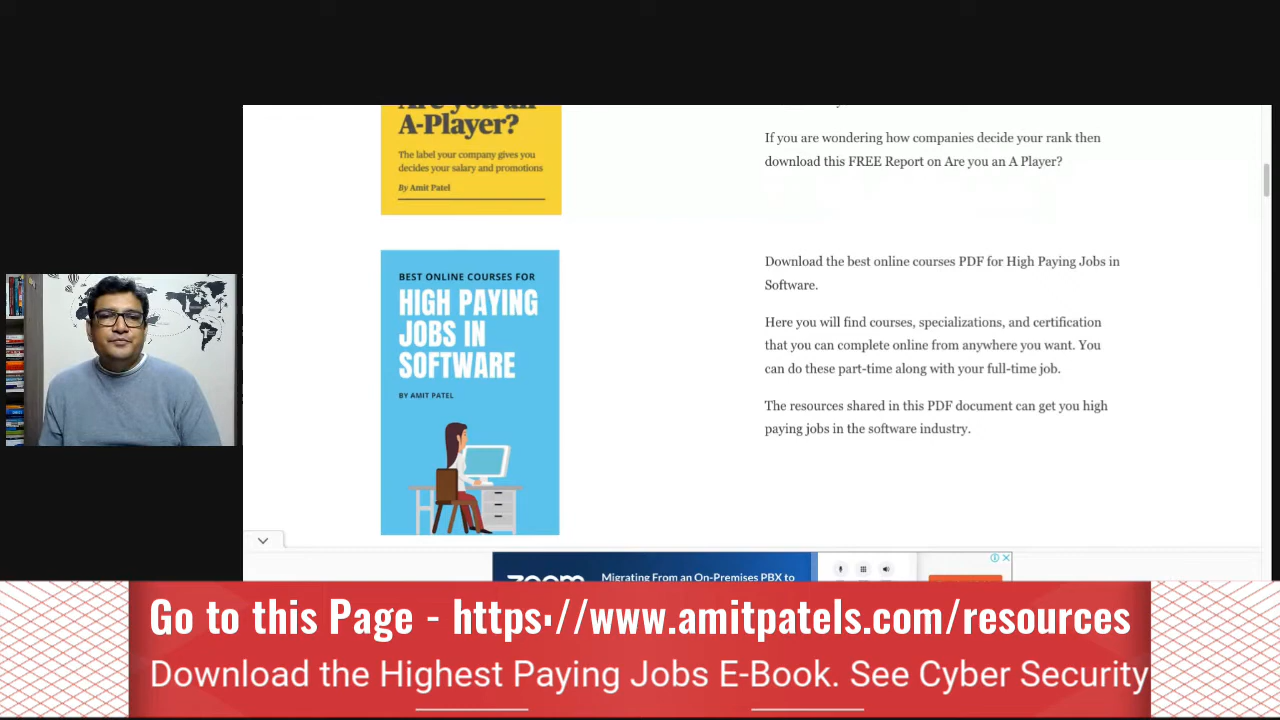 Are you an
A-Player?
The label your company gives you
decides your salary and promotions
By Amit Patel
If you are wondering how companies decide your rank then
download this FREE Report on Are you an A Player?
BEST ONLINE COURSES FOR
HIGH PAYING
JOBS IN
SOFTWARE
BY AMIT PATEL
Download the best online courses PDF for High Paying Jobs in
Software.
Here you will find courses, specializations, and certification
that you can complete online from anywhere you want. You
can do these part-time along with your full-time job.
The resources shared in this PDF document can get you high
paying jobs in the software industry.
zoom
Migrating From an On-Premises PBX to
Go to this Page - https://www.amitpatels.com/resources
Download the Highest Paying Jobs E-Book. See Cyber Security